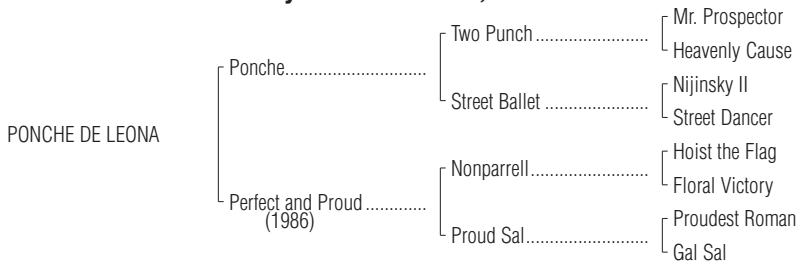 Mr. Prospector
Two Punch
Heavenly Cause
Ponche
Nijinsky II
Street Ballet
Street Dancer
PONCHE DE LEONA
Hoist the Flag
Nonparrell
Floral Victory
Perfect and Proud
(1986)
Proudest Roman
Proud Sal
Gal Sal